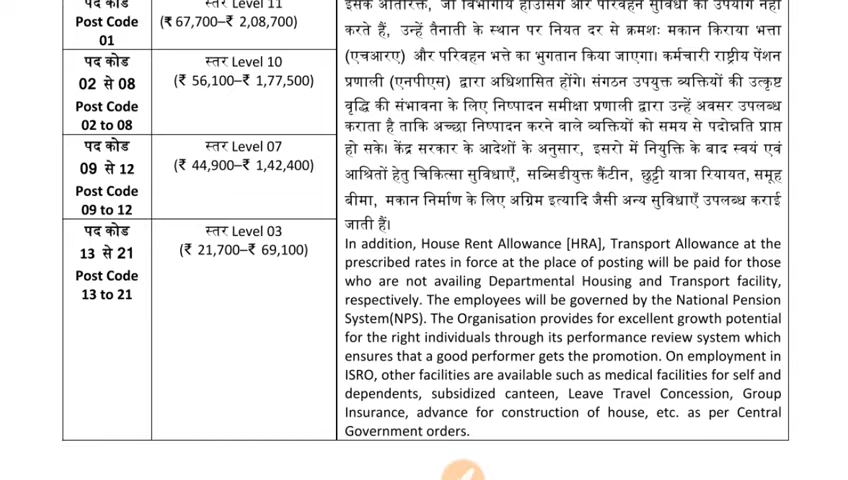 पद कोड
Post Code
01
स्तर Level 11
(₹ 67,700–₹ 2,08,700)
पद कोड
02 से 08
Post Code
02 to 08
स्तर Level 10
(₹ 56,100–₹ 1,77,500)
पद कोड
09 से 12
Post Code
09 to 12
स्तर Level 07
(₹ 44,900–₹ 1,42,400)
पद कोड
13 से 21
Post Code
13 to 21
स्तर Level 03
(₹ 21,700–₹ 69,100)
इसके अतिरिक्त, जो विभागीय हाउसिंग और परिवहन सुविधा का उपयोग नहीं
करते हैं, उन्हें तैनाती के स्थान पर नियत दर से क्रमशः मकान किराया भत्ता
(एचआरए) और परिवहन भत्ते का भुगतान किया जाएगा। कर्मचारी राष्ट्रीय पेंशन
प्रणाली (एनपीएस) द्वारा अधिशासित होंगे। संगठन उपयुक्त व्यक्तियों की उत्कृष्ट
वृद्धि की संभावना के लिए निष्पादन समीक्षा प्रणाली द्वारा उन्हें अवसर उपलब्ध
कराता है ताकि अच्छा निष्पादन करने वाले व्यक्तियों को समय से पदोन्नति प्राप्त
हो सके। केंद्र सरकार के आदेशों के अनुसार, इसरो में नियुक्ति के बाद स्वयं एवं
आश्रितों हेतु चिकित्सा सुविधाएँ, सब्सिडीयुक्त कैंटीन, छुट्टी यात्रा रियायत, समूह
बीमा, मकान निर्माण के लिए अग्रिम इत्यादि जैसी अन्य सुविधाएँ उपलब्ध कराई
जाती हैं।
In addition, House Rent Allowance [HRA], Transport Allowance at the
prescribed rates in force at the place of posting will be paid for those
who are not availing Departmental Housing and Transport facility,
respectively. The employees will be governed by the National Pension
System(NPS). The Organisation provides for excellent growth potential
for the right individuals through its performance review system which
ensures that a good performer gets the promotion. On employment in
ISRO, other facilities are available such as medical facilities for self and
dependents, subsidized canteen, Leave Travel Concession, Group
Insurance, advance for construction of house, etc. as per Central
Government orders.